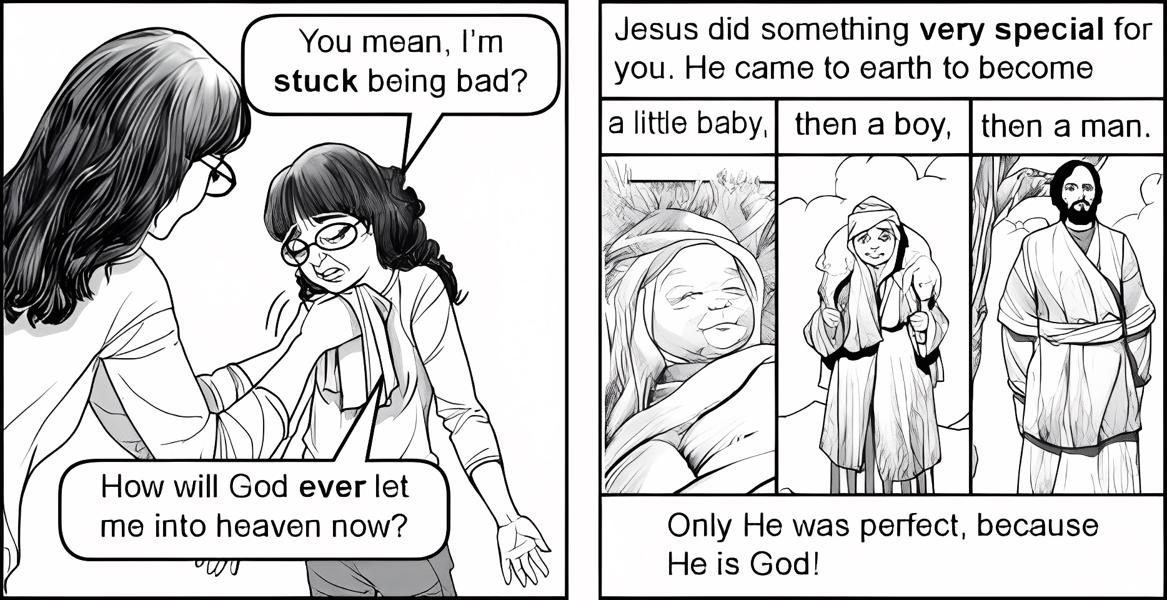 You mean, I'm
stuck being bad?
How will God ever let
me into heaven now?
Jesus did something very special for
you. He came to earth to become
a little baby,
then a boy,
then a man.
Only He was perfect, because
He is God!